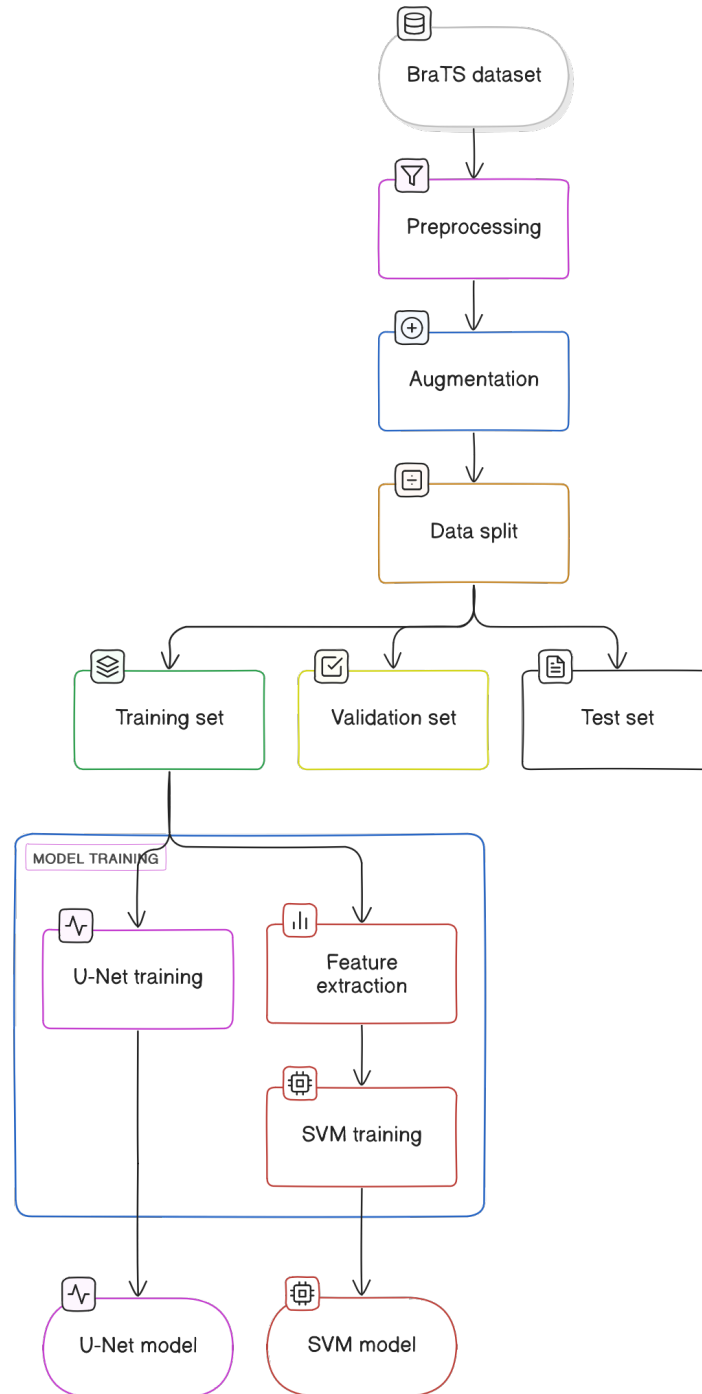 BraTS dataset
Preprocessing
Augmentation
Data split
Training set
Validation set
Test set
MODEL TRAINING
U-Net training
Feature
extraction
SVM training
U-Net model
SVM model